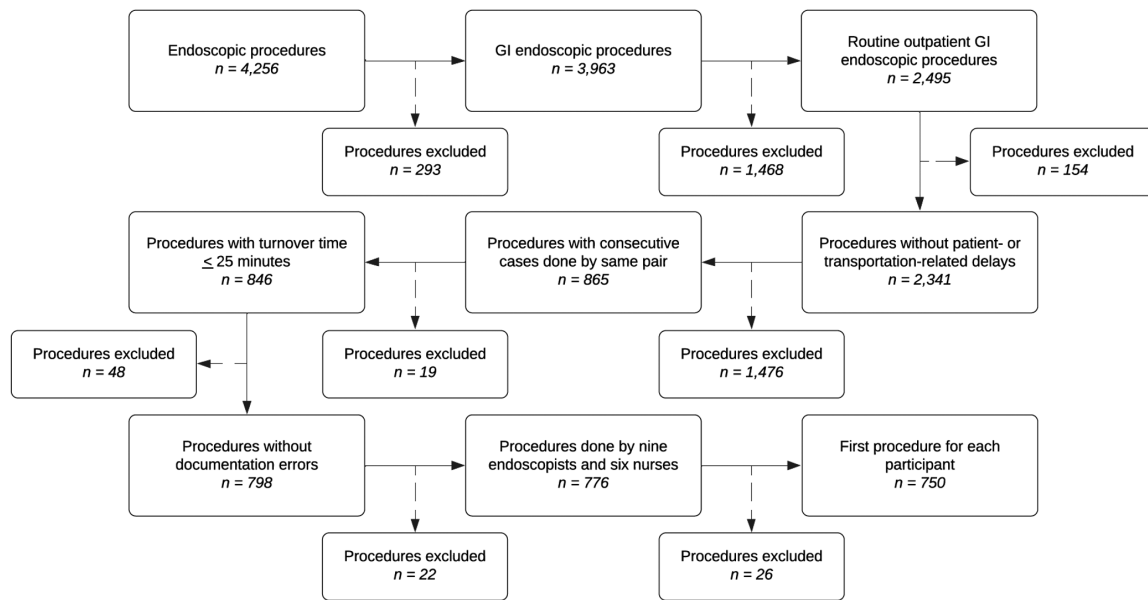 Endoscopic procedures
n = 4,256
GI endoscopic procedures
n = 3,963
Routine outpatient GI
endoscopic procedures
n = 2,495
Procedures excluded
n = 293
Procedures excluded
n = 1,468
Procedures excluded
n = 154
Procedures without patient- or
transportation-related delays
n = 2,341
Procedures with consecutive
cases done by same pair
n = 865
Procedures with turnover time
≤ 25 minutes
n = 846
Procedures excluded
n = 1,476
Procedures excluded
n = 19
Procedures excluded
n = 48
Procedures without
documentation errors
n = 798
Procedures done by nine
endoscopists and six nurses
n = 776
First procedure for each
participant
n = 750
Procedures excluded
n = 22
Procedures excluded
n = 26